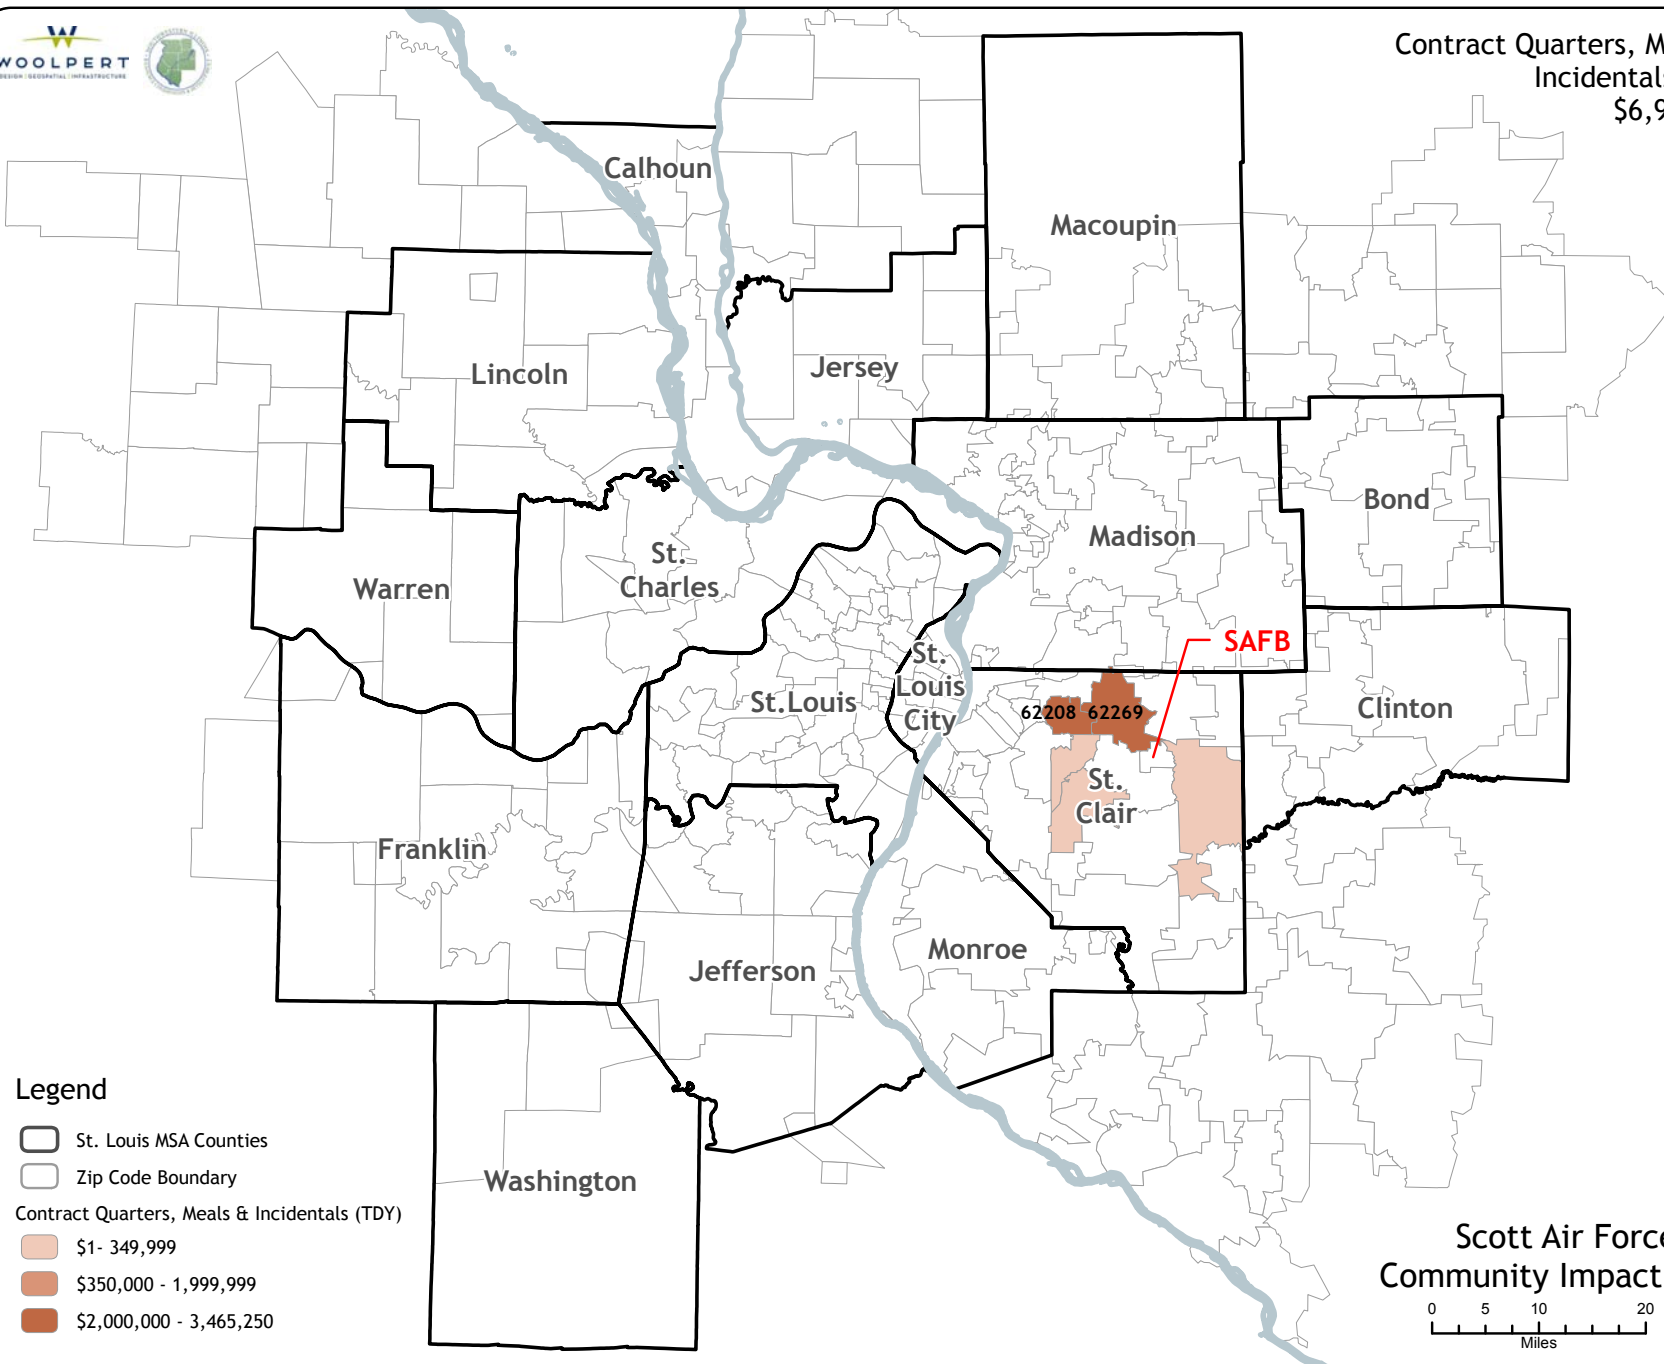 WOOLPERT
DESIGN | GEOSPATIAL | INFRASTRUCTURE
Contract Quarters, M
Incidentals
$6,9
Calhoun
Macoupin
Lincoln
Jersey
Bond
Madison
St.
Charles
Warren
SAFB
St.
Louis
City
St.Louis
62208 62269
Clinton
St.
Clair
Franklin
Monroe
Jefferson
Washington
Legend
St. Louis MSA Counties
Zip Code Boundary
Contract Quarters, Meals & Incidentals (TDY)
$1- 349,999
$350,000 - 1,999,999
$2,000,000 - 3,465,250
Scott Air Force
Community Impact
0 5 10 20
Miles